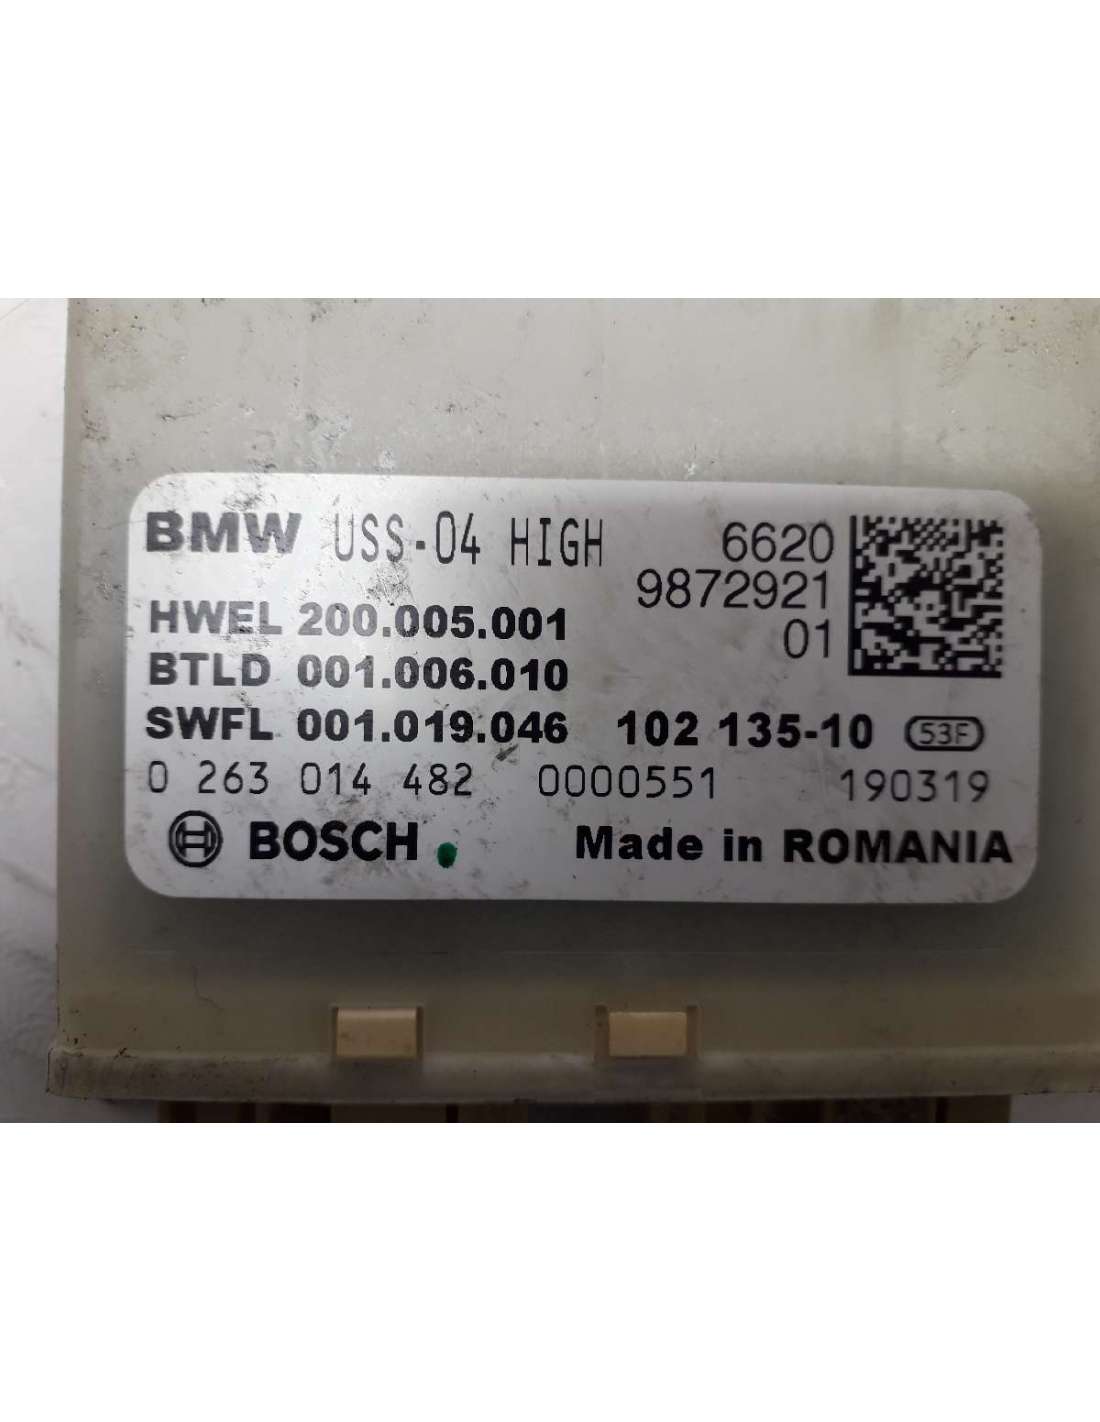 BMW USS-04 HIGH 6620
9872921
HWEL 200.005.001 01
BTLD 001.006.010
SWFL 001.019.046 102 135-10 53F
0 263 014 482 0000551 190319
BOSCH Made in ROMANIA